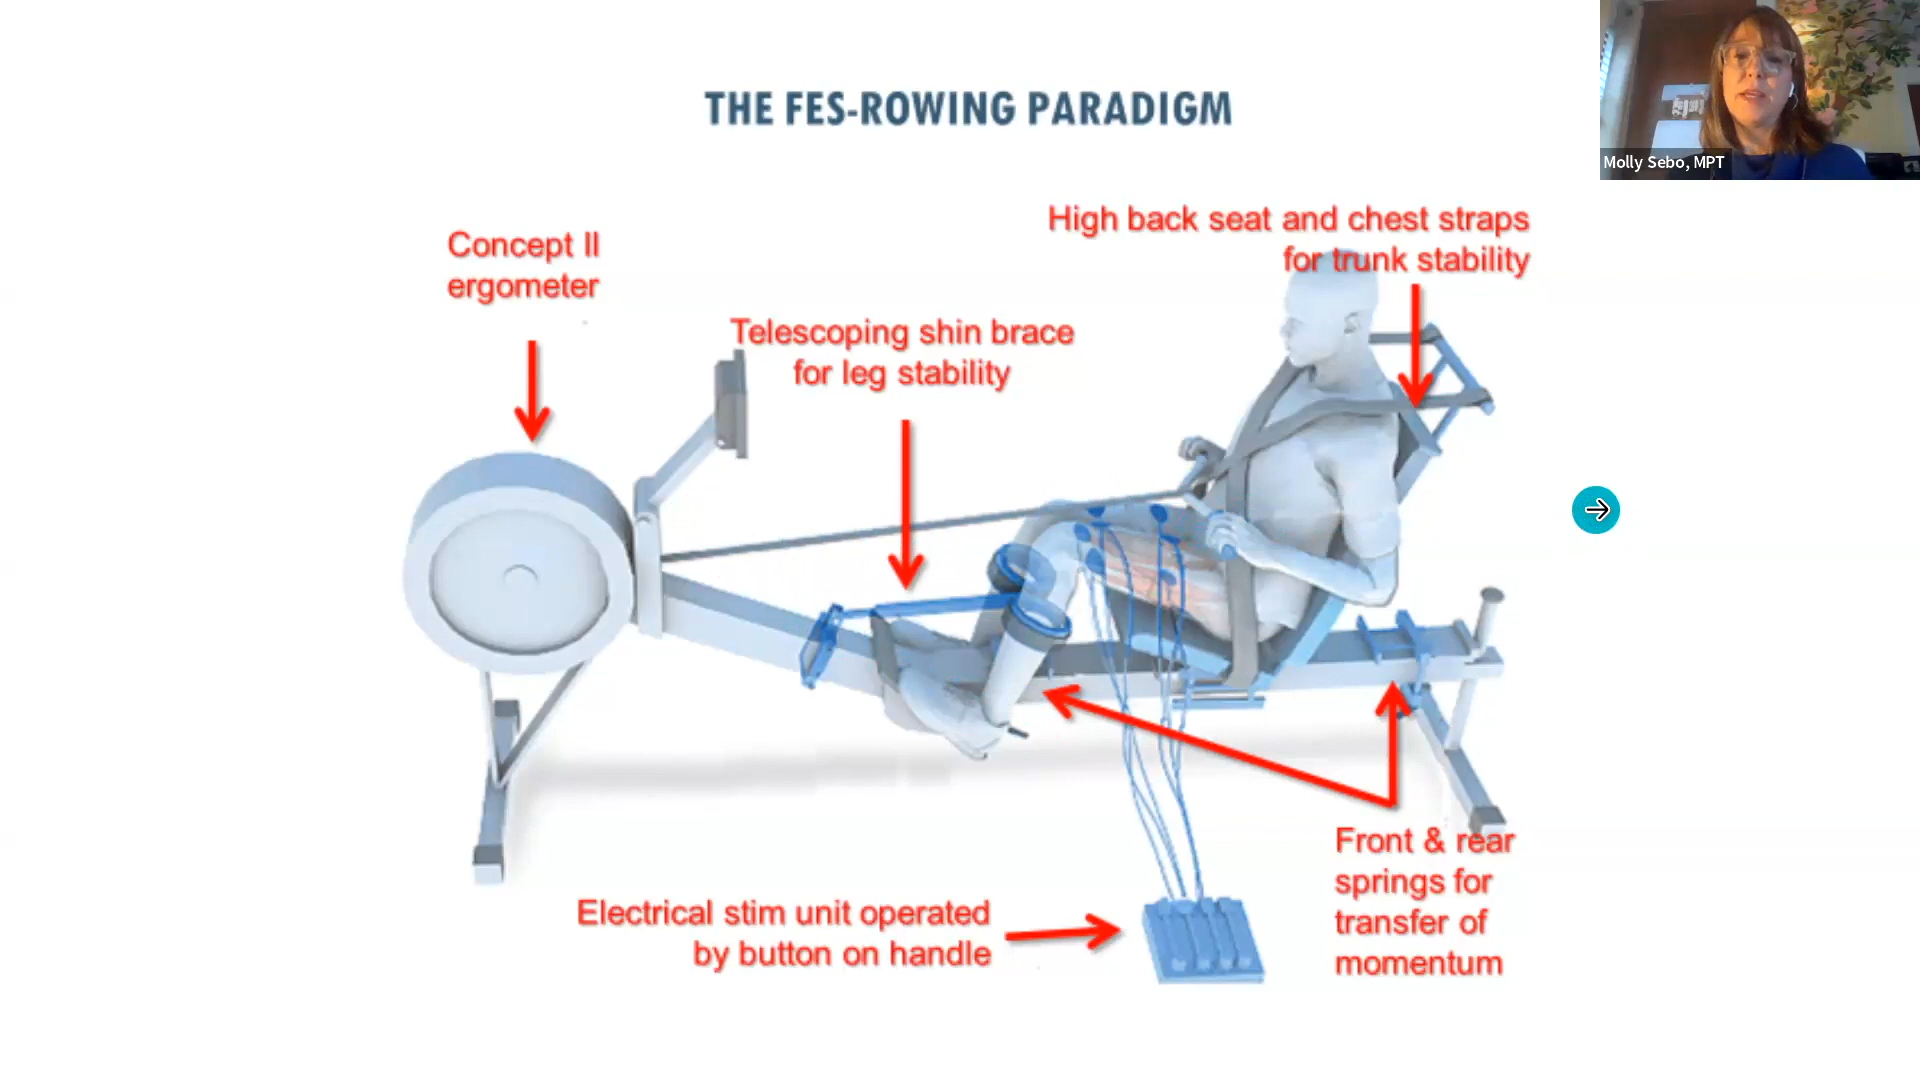 THE FES-ROWING PARADIGM
Molly Sebo, MPT
High back seat and chest straps
for trunk stability
Concept II
ergometer
Telescoping shin brace
for leg stability
Front & rear
springs for
transfer of
momentum
Electrical stim unit operated
by button on handle